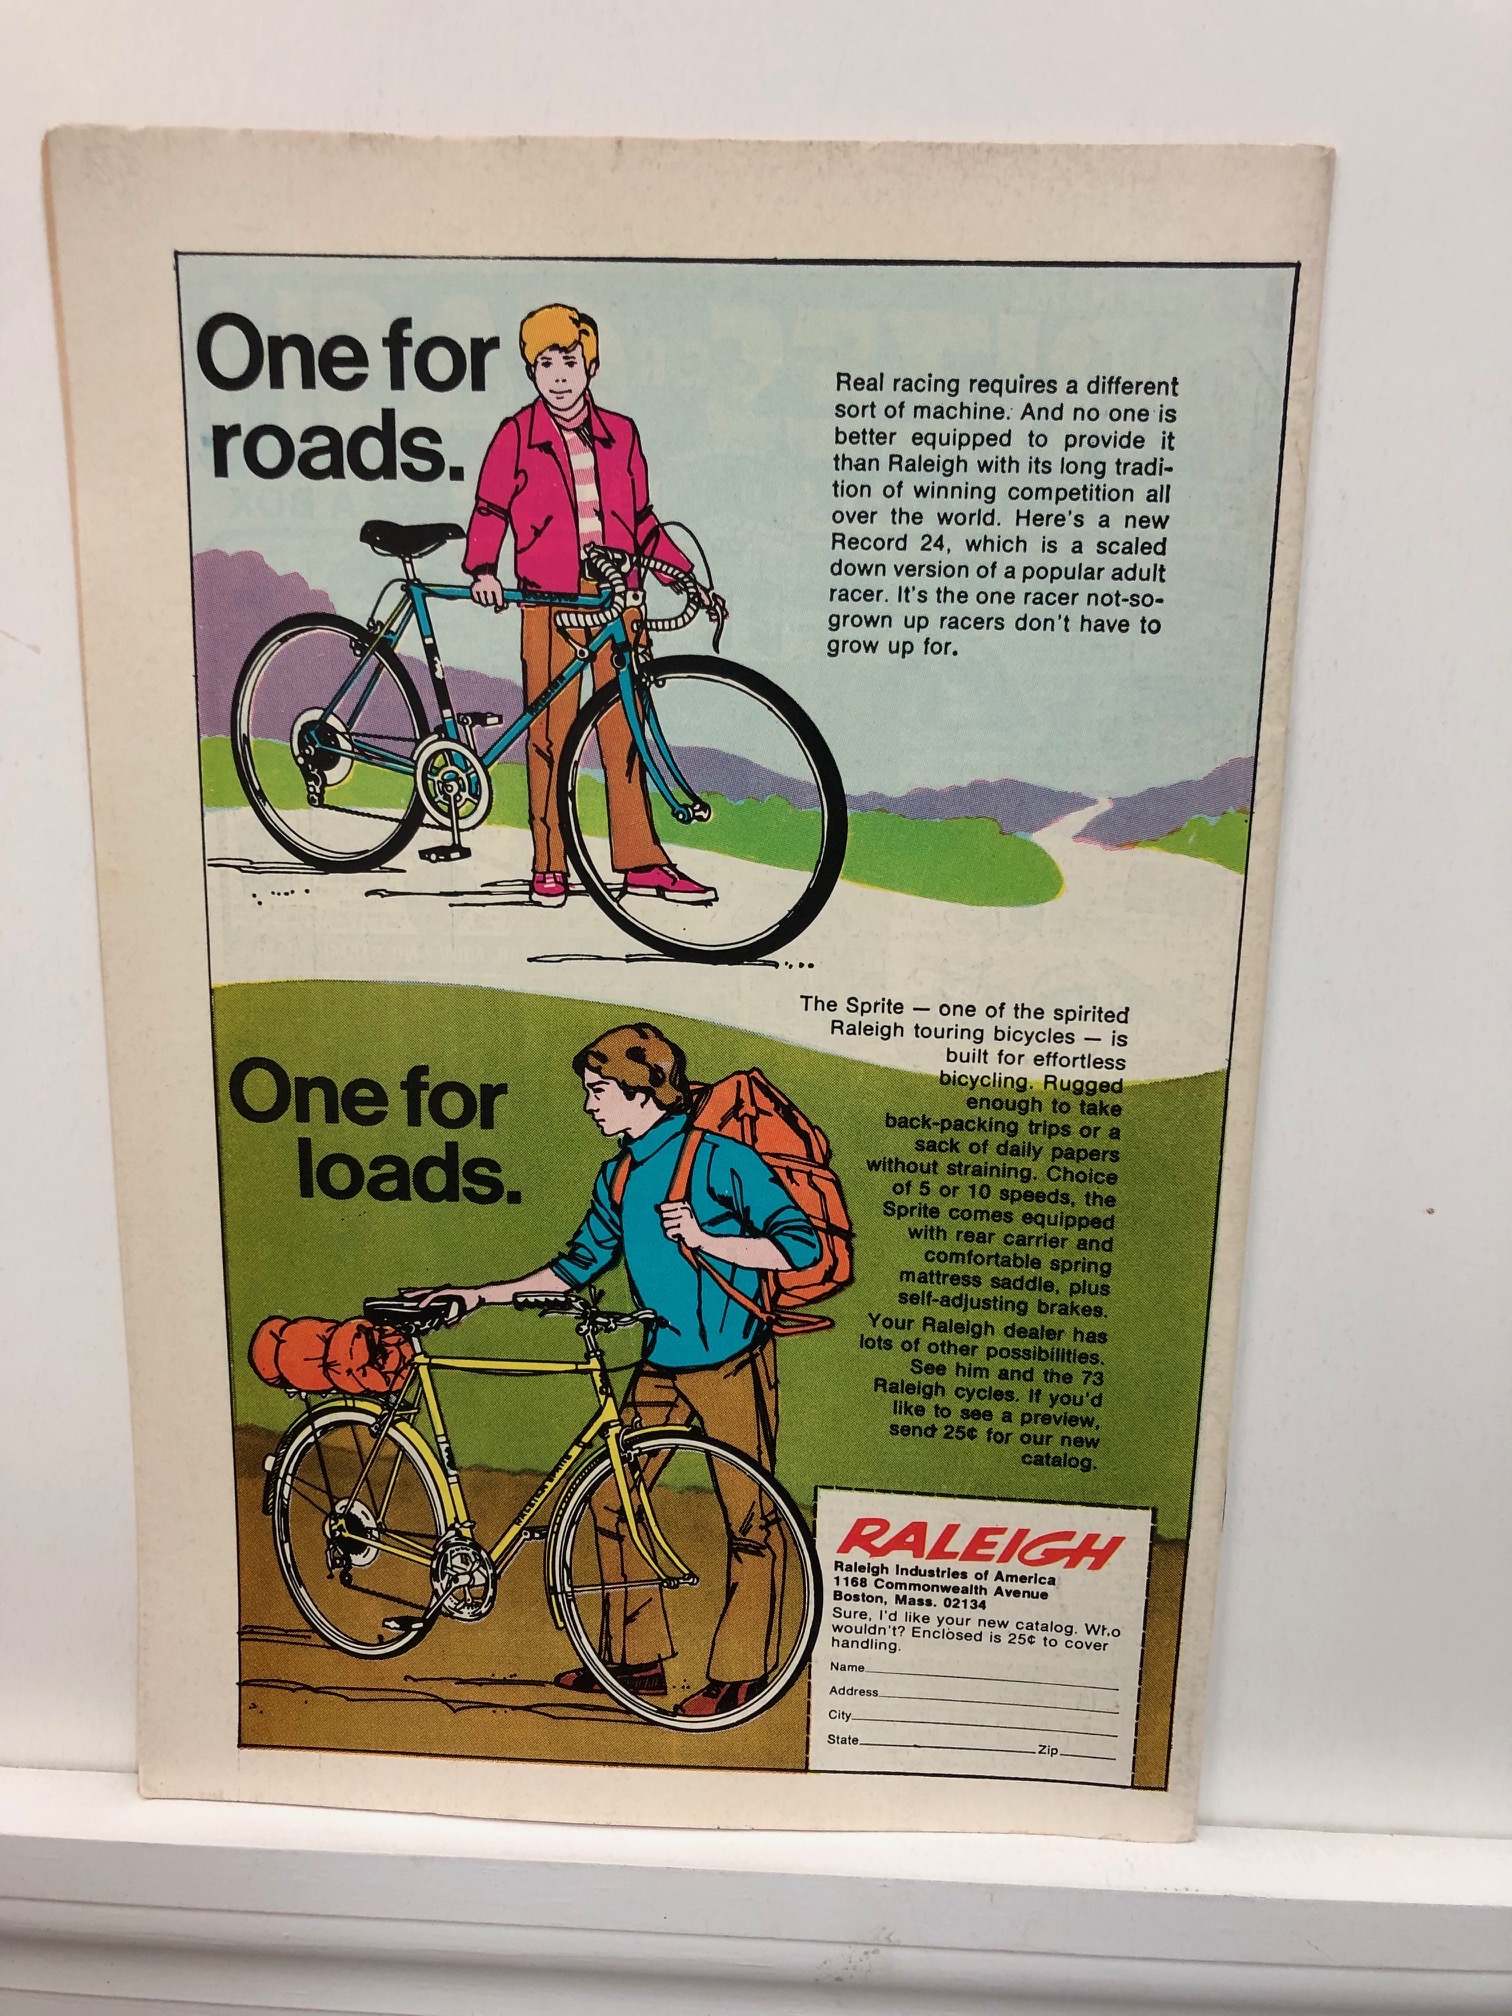 One for
roads.
Real racing requires a different
sort of machine. And no one is
better equipped to provide it
than Raleigh with its long tradi-
tion of winning competition all
over the world. Here's a new
Record 24, which is a scaled
down version of a popular adult
racer. It's the one racer not-so-
grown up racers don't have to
grow up for.
RALEIGH
The Sprite — one of the spirited
Raleigh touring bicycles — is
built for effortless
bicycling. Rugged
enough to take
back-packing trips or a
sack of daily papers
without straining. Choice
of 5 or 10 speeds, the
Sprite comes equipped
with rear carrier and
comfortable spring
mattress saddle, plus
self-adjusting brakes.
Your Raleigh dealer has
lots of other possibilities.
See him and the 73
Raleigh cycles. If you'd
like to see a preview,
send 25¢ for our new
catalog.
One for
loads.
RALEIGH SPRITE
RALEIGH
Raleigh Industries of America
1168 Commonwealth Avenue
Boston, Mass. 02134
Sure, I'd like your new catalog. Who
wouldn't? Enclosed is 25¢ to cover
handling.
Name
Address
City
State Zip